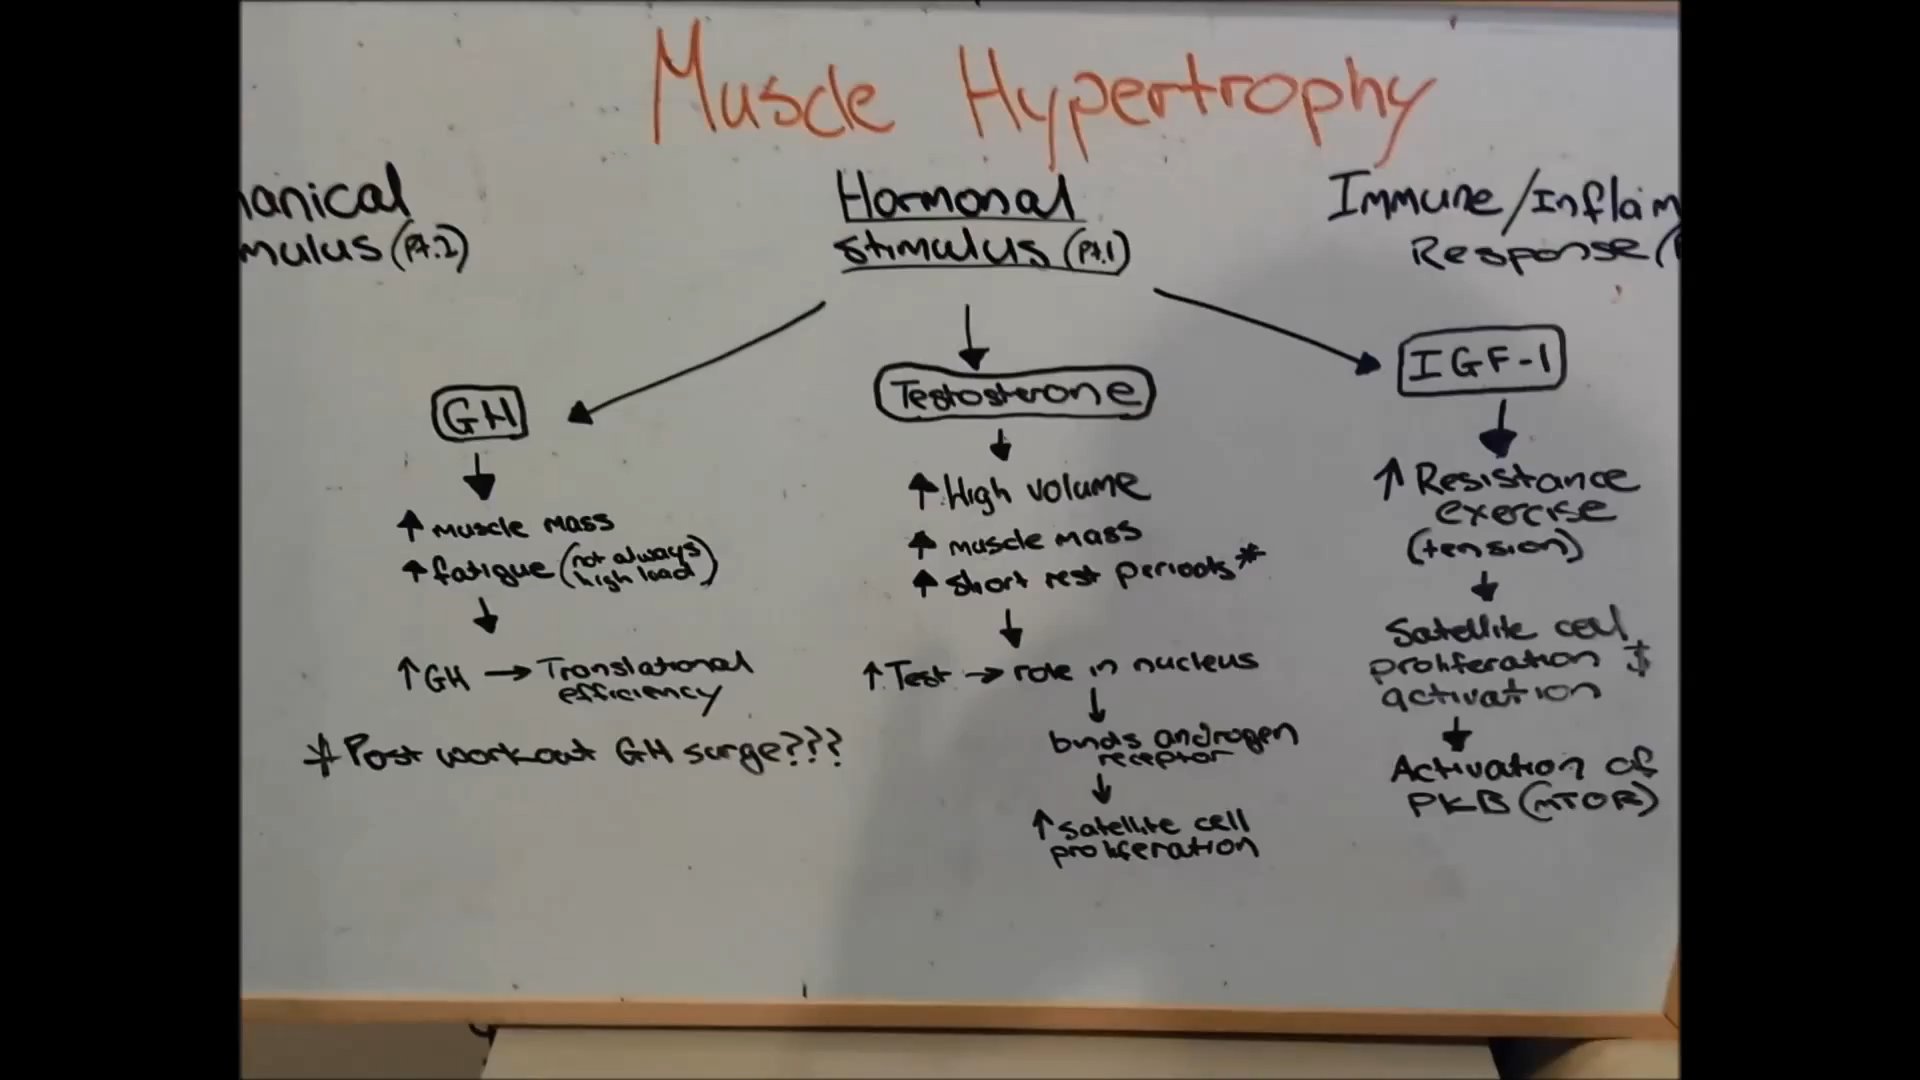 Muscle Hypertrophy
hanical
mulus (Pt.2)
Hormonal
stimulus (Pt.1)
Immune/Inflam
Response (
GH
↑ muscle mass
↑ fatigue (not always
high load)
↑ GH → Translational
efficiency
* Post workout GH surge???
Testosterone
↑ High volume
↑ muscle mass
↑ short rest periods*
↑ Test → role in nucleus
binds androgen
receptor
↑ satellite cell
proliferation
IGF-1
↑ Resistance
exercise
(tension)
Satellite cell
proliferation &
activation
Activation of
PKB (mTOR)